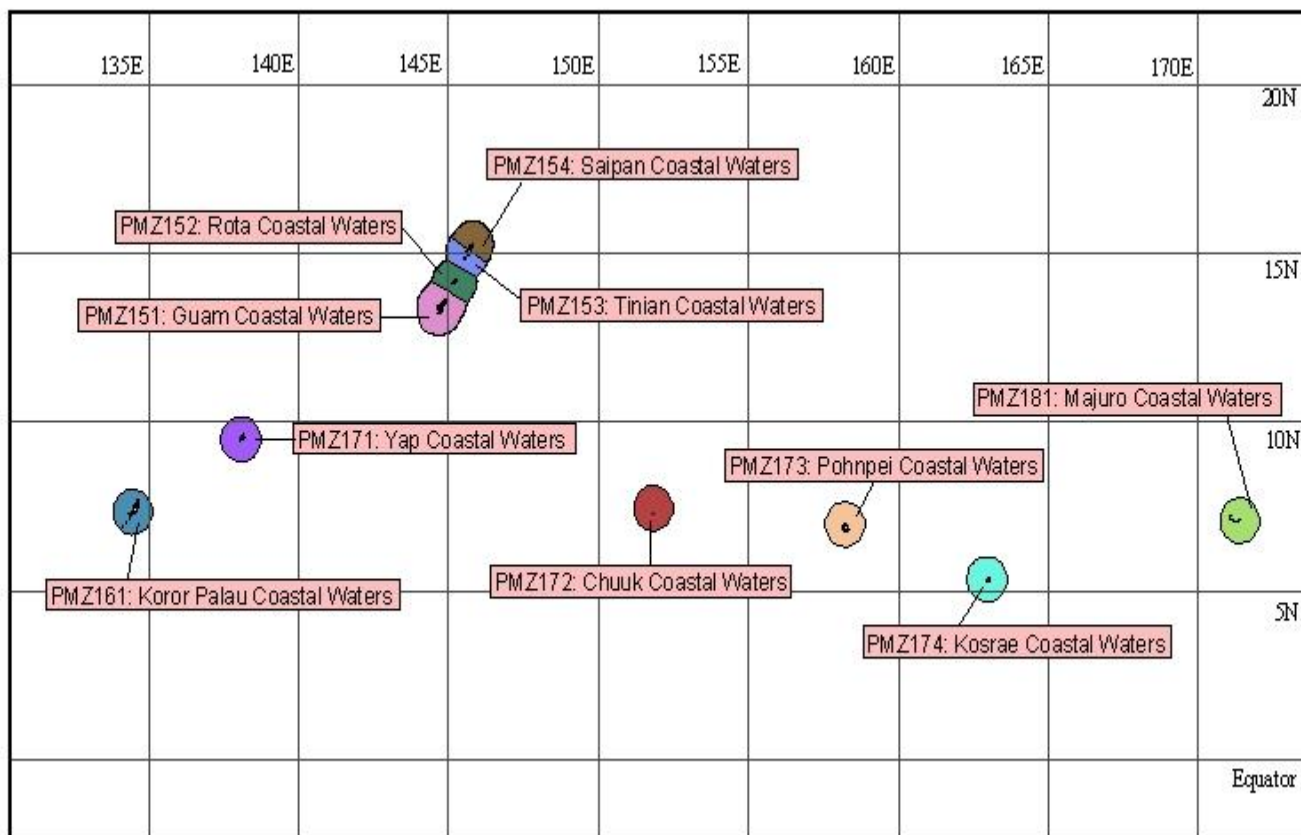 135E
140E
145E
150E
155E
160E
165E
170E
20N
PMZ154: Saipan Coastal Waters
PMZ152: Rota Coastal Waters
15N
PMZ153: Tinian Coastal Waters
PMZ151: Guam Coastal Waters
PMZ181: Majuro Coastal Waters
10N
PMZ171: Yap Coastal Waters
PMZ173: Pohnpei Coastal Waters
PMZ172: Chuuk Coastal Waters
PMZ161: Koror Palau Coastal Waters
5N
PMZ174: Kosrae Coastal Waters
Equator